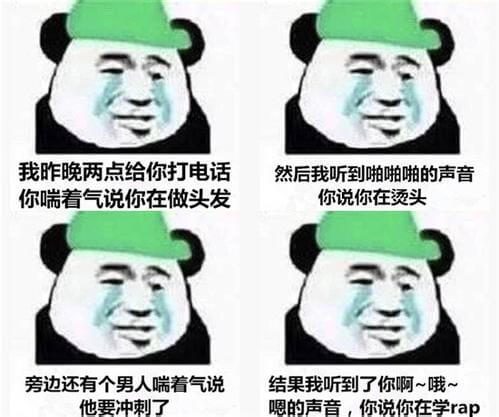 我昨晚两点给你打电话
你喘着气说你在做头发
然后我听到啪啪啪的声音
你说你在烫头
旁边还有个男人喘着气说
他要冲刺了
结果我听到了你啊~哦~
嗯的声音，你说你在学rap